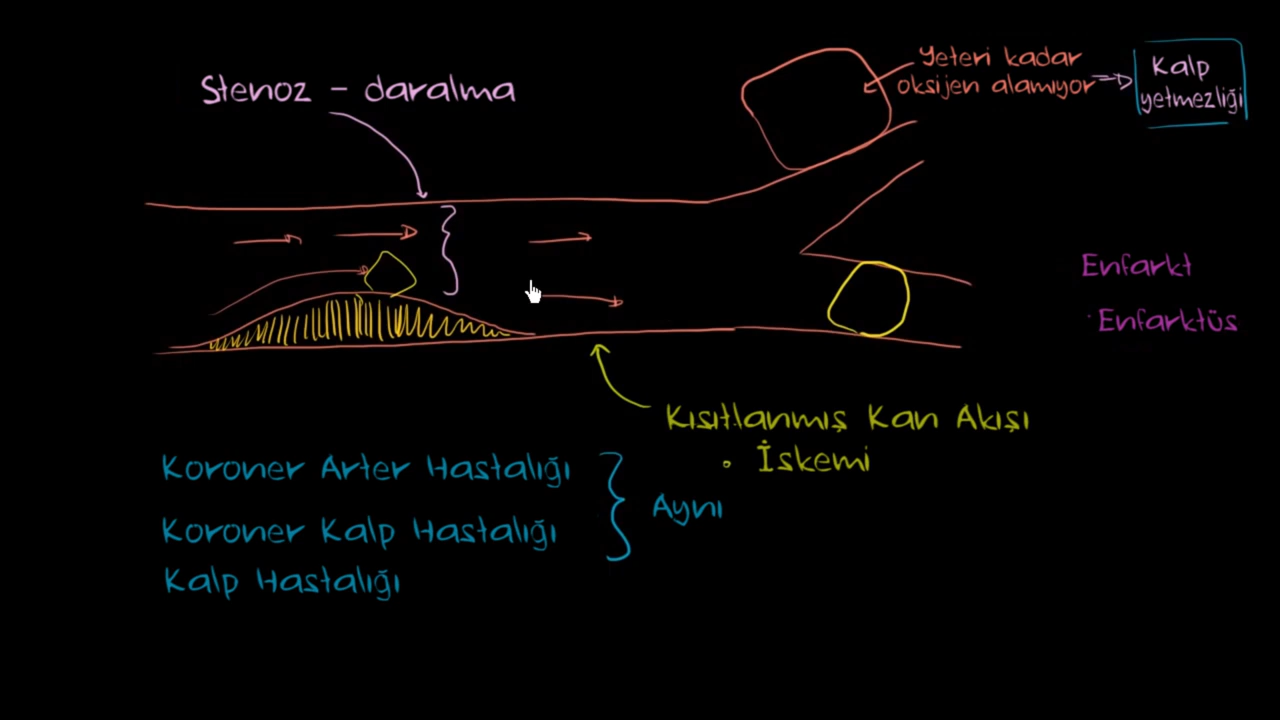 Stenoz - daralma
Yeteri kadar
oksijen alamıyor
Kalp
yetmezliği
Enfarkt
Enfarktüs
Kısıtlanmış Kan Akışı
• İskemi
Koroner Arter Hastalığı
Koroner Kalp Hastalığı
Aynı
Kalp Hastalığı